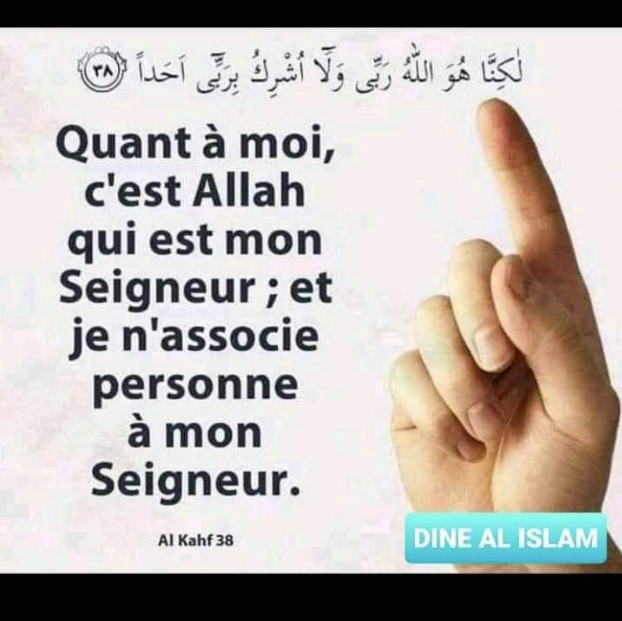 لَٰكِنَّا هُوَ اللَّهُ رَبِّي وَلَآ أُشْرِكُ بِرَبِّيٓ أَحَداً ٣٨
Quant à moi,
c'est Allah
qui est mon
Seigneur ; et
je n'associe
personne
à mon
Seigneur.
Al Kahf 38
DINE AL ISLAM